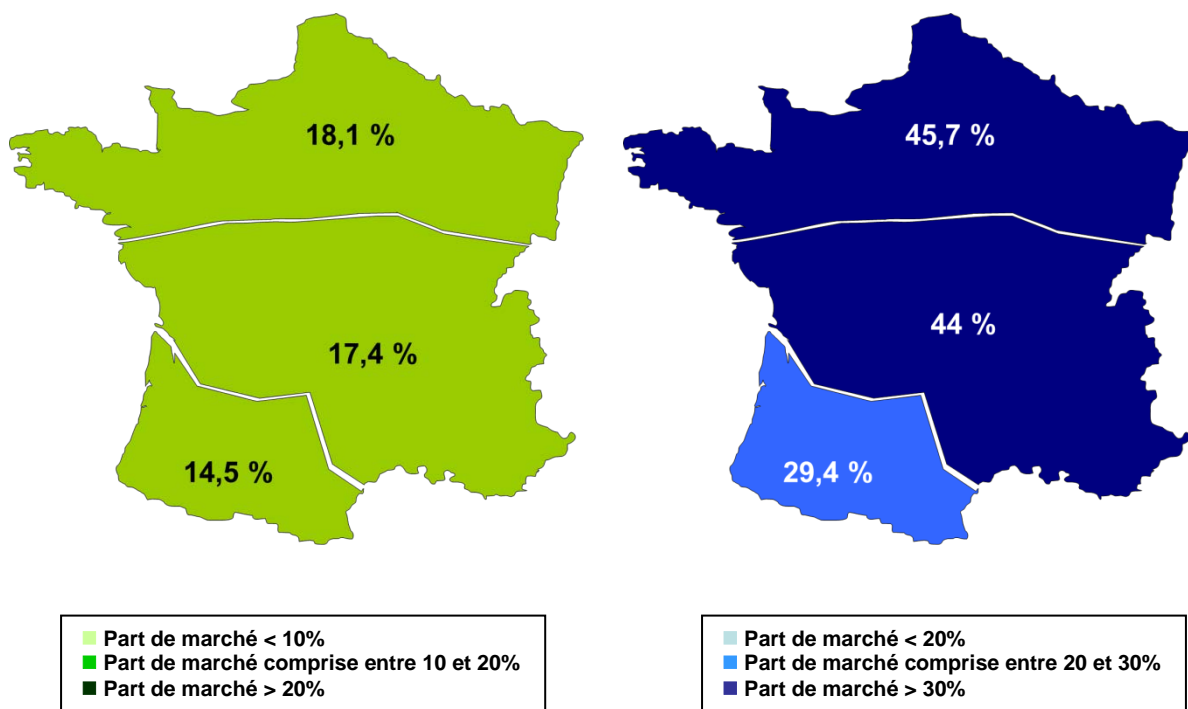 18,1 %
17,4 %
14,5 %
45,7 %
44 %
29,4 %
Part de marché < 10%
Part de marché comprise entre 10 et 20%
Part de marché > 20%
Part de marché < 20%
Part de marché comprise entre 20 et 30%
Part de marché > 30%